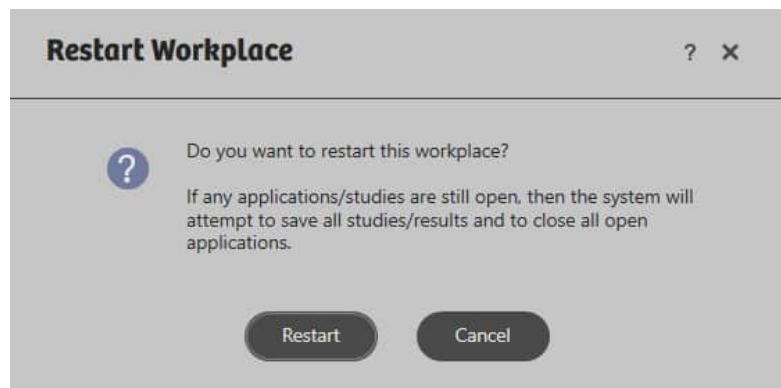 Restart Workplace
? ×
?
Do you want to restart this workplace?
If any applications/studies are still open, then the system will
attempt to save all studies/results and to close all open
applications.
Restart Cancel